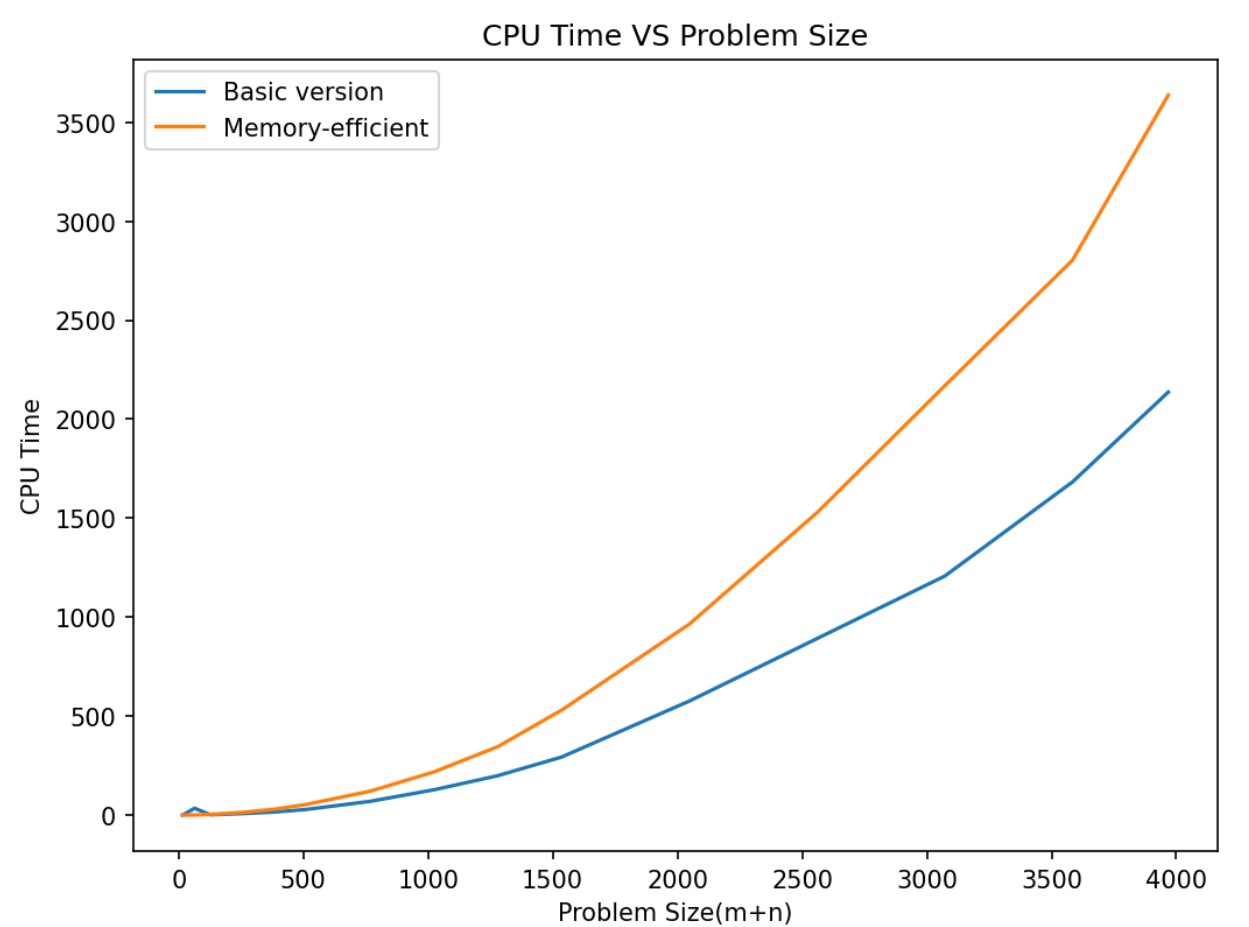 CPU Time VS Problem Size
Basic version
Memory-efficient
CPU Time
3500
3000
2500
2000
1500
1000
500
0
0 500 1000 1500 2000 2500 3000 3500 4000
Problem Size(m+n)